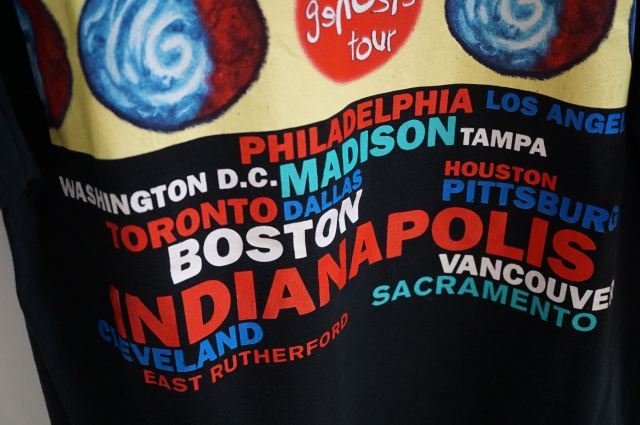 genesis
tour
PHILADELPHIA LOS ANGEL
MADISON TAMPA
WASHINGTON D.C.
HOUSTON
TORONTO DALLAS PITTSBURG
BOSTON
INDIANAPOLIS
VANCOUVE
SACRAMENTO
CLEVELAND
EAST RUTHERFORD